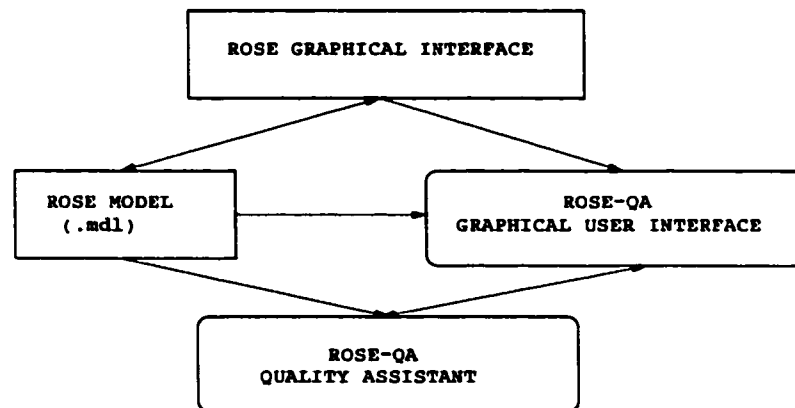 ROSE GRAPHICAL INTERFACE
ROSE MODEL
(.mdl)
ROSE-QA
GRAPHICAL USER INTERFACE
ROSE-QA
QUALITY ASSISTANT